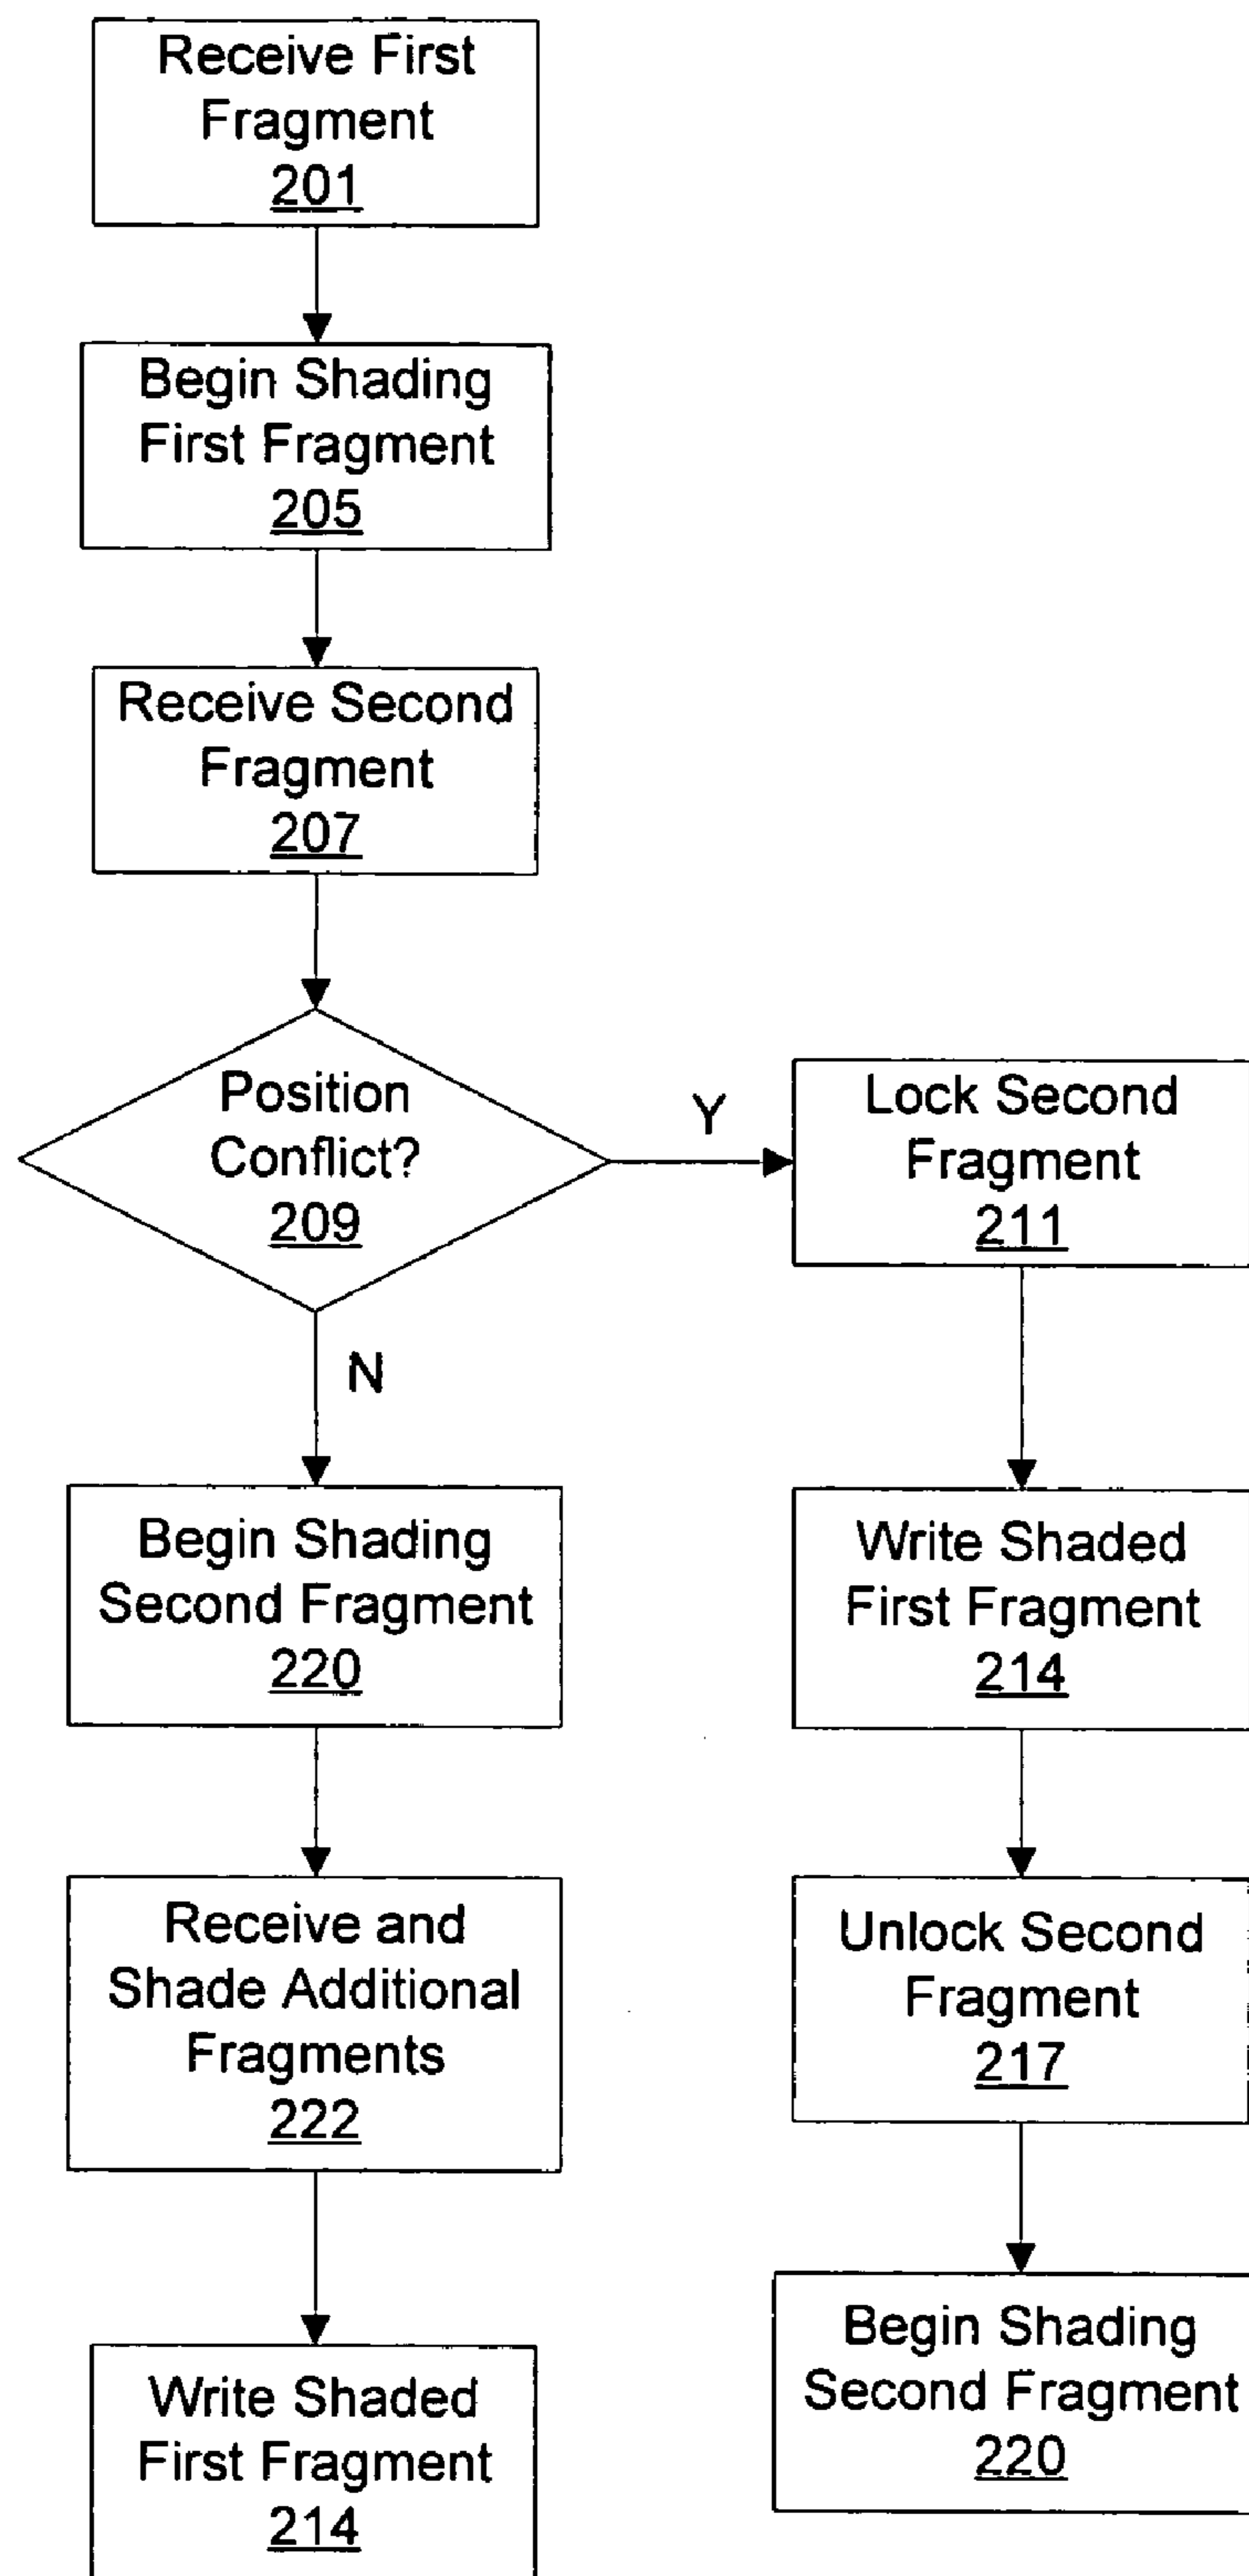 Receive First
Fragment
201
Begin Shading
First Fragment
205
Receive Second
Fragment
207
Position
Conflict?
209
Y
N
Lock Second
Fragment
211
Write Shaded
First Fragment
214
Unlock Second
Fragment
217
Begin Shading
Second Fragment
220
Begin Shading
Second Fragment
220
Receive and
Shade Additional
Fragments
222
Write Shaded
First Fragment
214